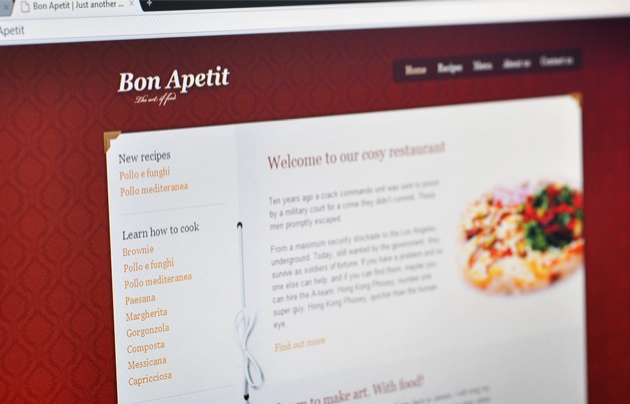 Bon Apetit | Just another ...
Apetit
Bon Apetit
The art of food
Home Recipes Menu About us Contact us
New recipes
Pollo e funghi
Pollo mediteranea
Learn how to cook
Brownie
Pollo e funghi
Pollo mediteranea
Paesana
Margherita
Gorgonzola
Composta
Messicana
Capricciosa
Welcome to our cosy restaurant
Ten years ago a crack commando unit was sent to prison
by a military court for a crime they didn't commit. These
men promptly escaped
From a maximum security stockade to the Los Angeles
underground. Today, still wanted by the government, they
survive as soldiers of fortune. If you have a problem and no
one else can help, and if you can find them, maybe you
can hire the A-team. Hong Kong Phooey, number one
super guy. Hong Kong Phooey, quicker than the human
eye.
Find out more
to make art. With food!